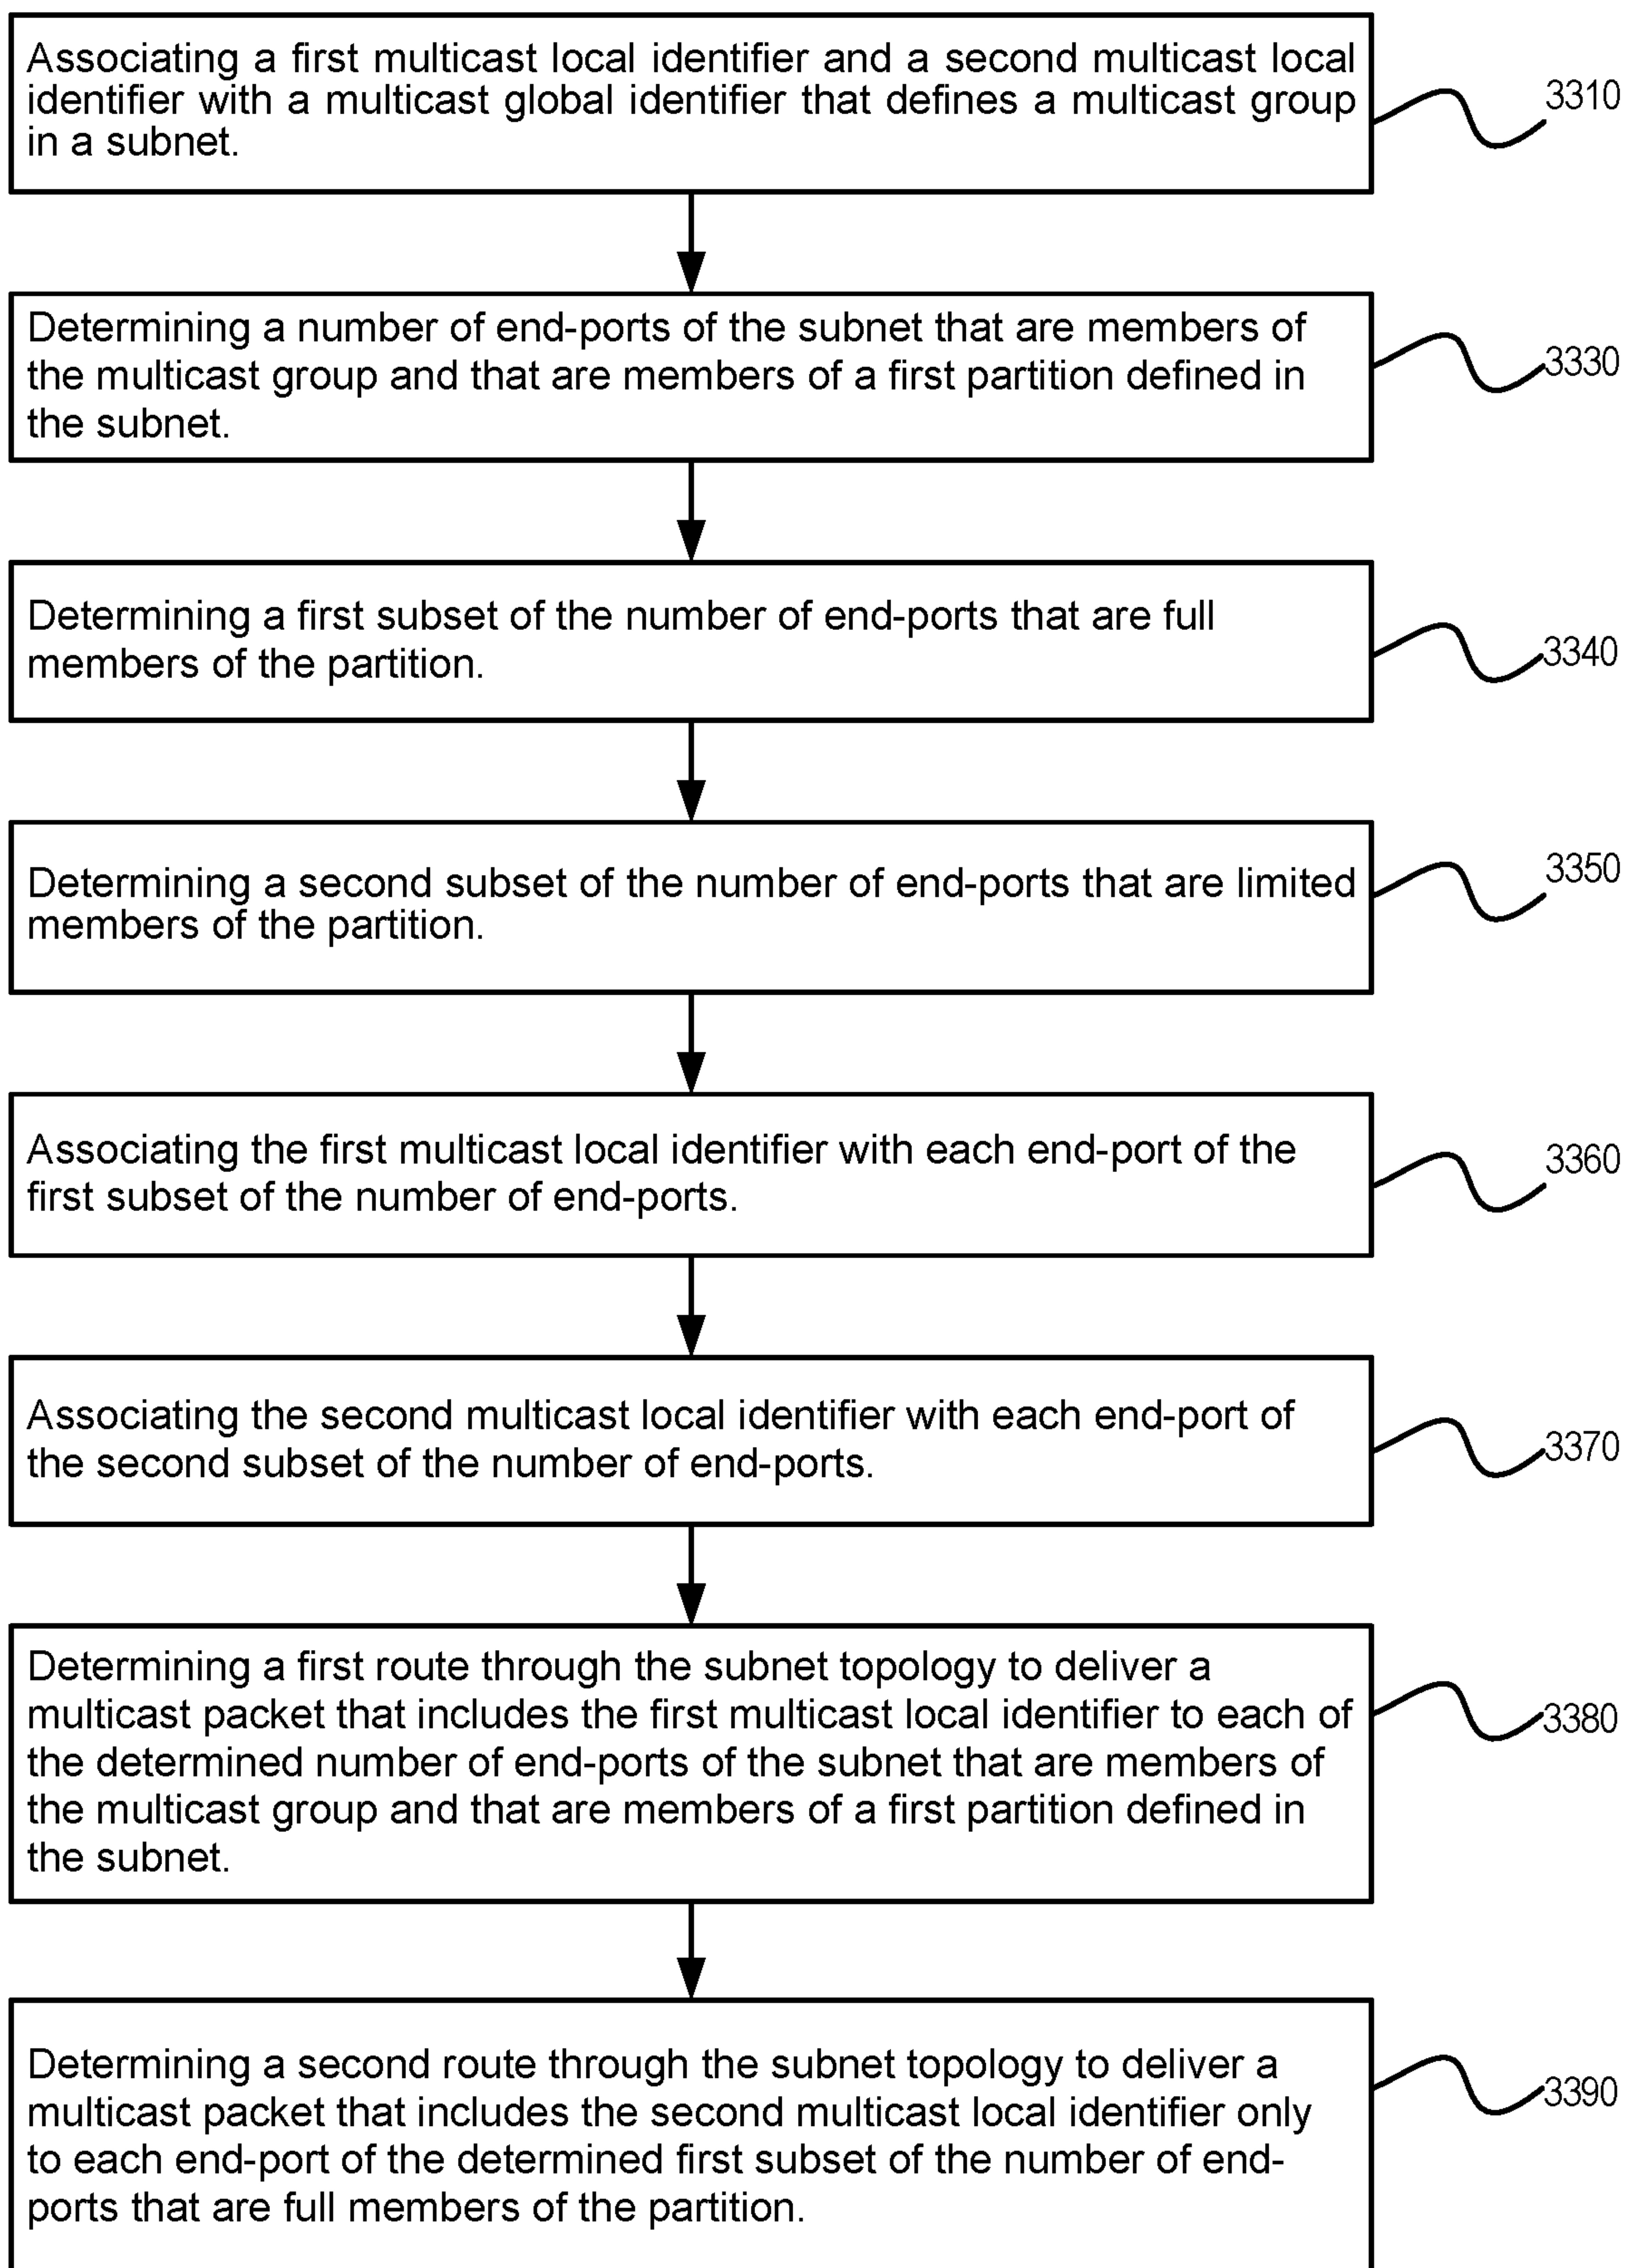 Associating a first multicast local identifier and a second multicast local
identifier with a multicast global identifier that defines a multicast group
in a subnet.
3310
Determining a number of end-ports of the subnet that are members of
the multicast group and that are members of a first partition defined in
the subnet.
3330
Determining a first subset of the number of end-ports that are full
members of the partition.
3340
Determining a second subset of the number of end-ports that are limited
members of the partition.
3350
Associating the first multicast local identifier with each end-port of the
first subset of the number of end-ports.
3360
Associating the second multicast local identifier with each end-port of
the second subset of the number of end-ports.
3370
Determining a first route through the subnet topology to deliver a
multicast packet that includes the first multicast local identifier to each of
the determined number of end-ports of the subnet that are members of
the multicast group and that are members of a first partition defined in
the subnet.
3380
Determining a second route through the subnet topology to deliver a
multicast packet that includes the second multicast local identifier only
to each end-port of the determined first subset of the number of end-
ports that are full members of the partition.
3390